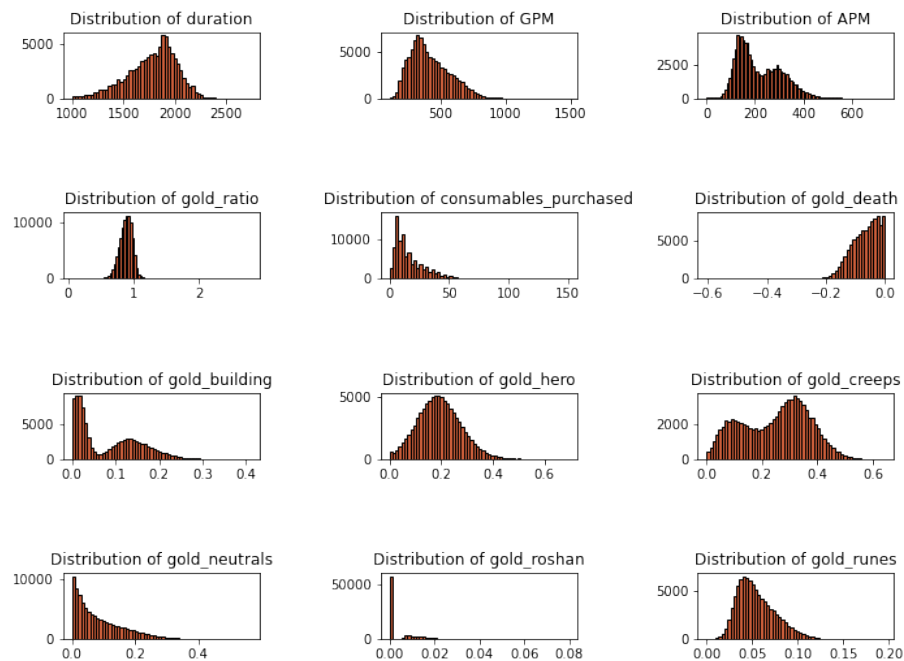 Distribution of duration
5000
0
1000 1500 2000 2500
Distribution of GPM
5000
0
500 1000 1500
Distribution of APM
2500
0
0 200 400 600
Distribution of gold_ratio
10000
0
0 1 2
Distribution of consumables_purchased
10000
0
0 50 100 150
Distribution of gold_death
5000
0
−0.6 −0.4 −0.2 0.0
Distribution of gold_building
5000
0
0.0 0.1 0.2 0.3 0.4
Distribution of gold_hero
5000
0
0.0 0.2 0.4 0.6
Distribution of gold_creeps
2000
0
0.0 0.2 0.4 0.6
Distribution of gold_neutrals
10000
0
0.0 0.2 0.4
Distribution of gold_roshan
50000
0
0.00 0.02 0.04 0.06 0.08
Distribution of gold_runes
5000
0
0.00 0.05 0.10 0.15 0.20